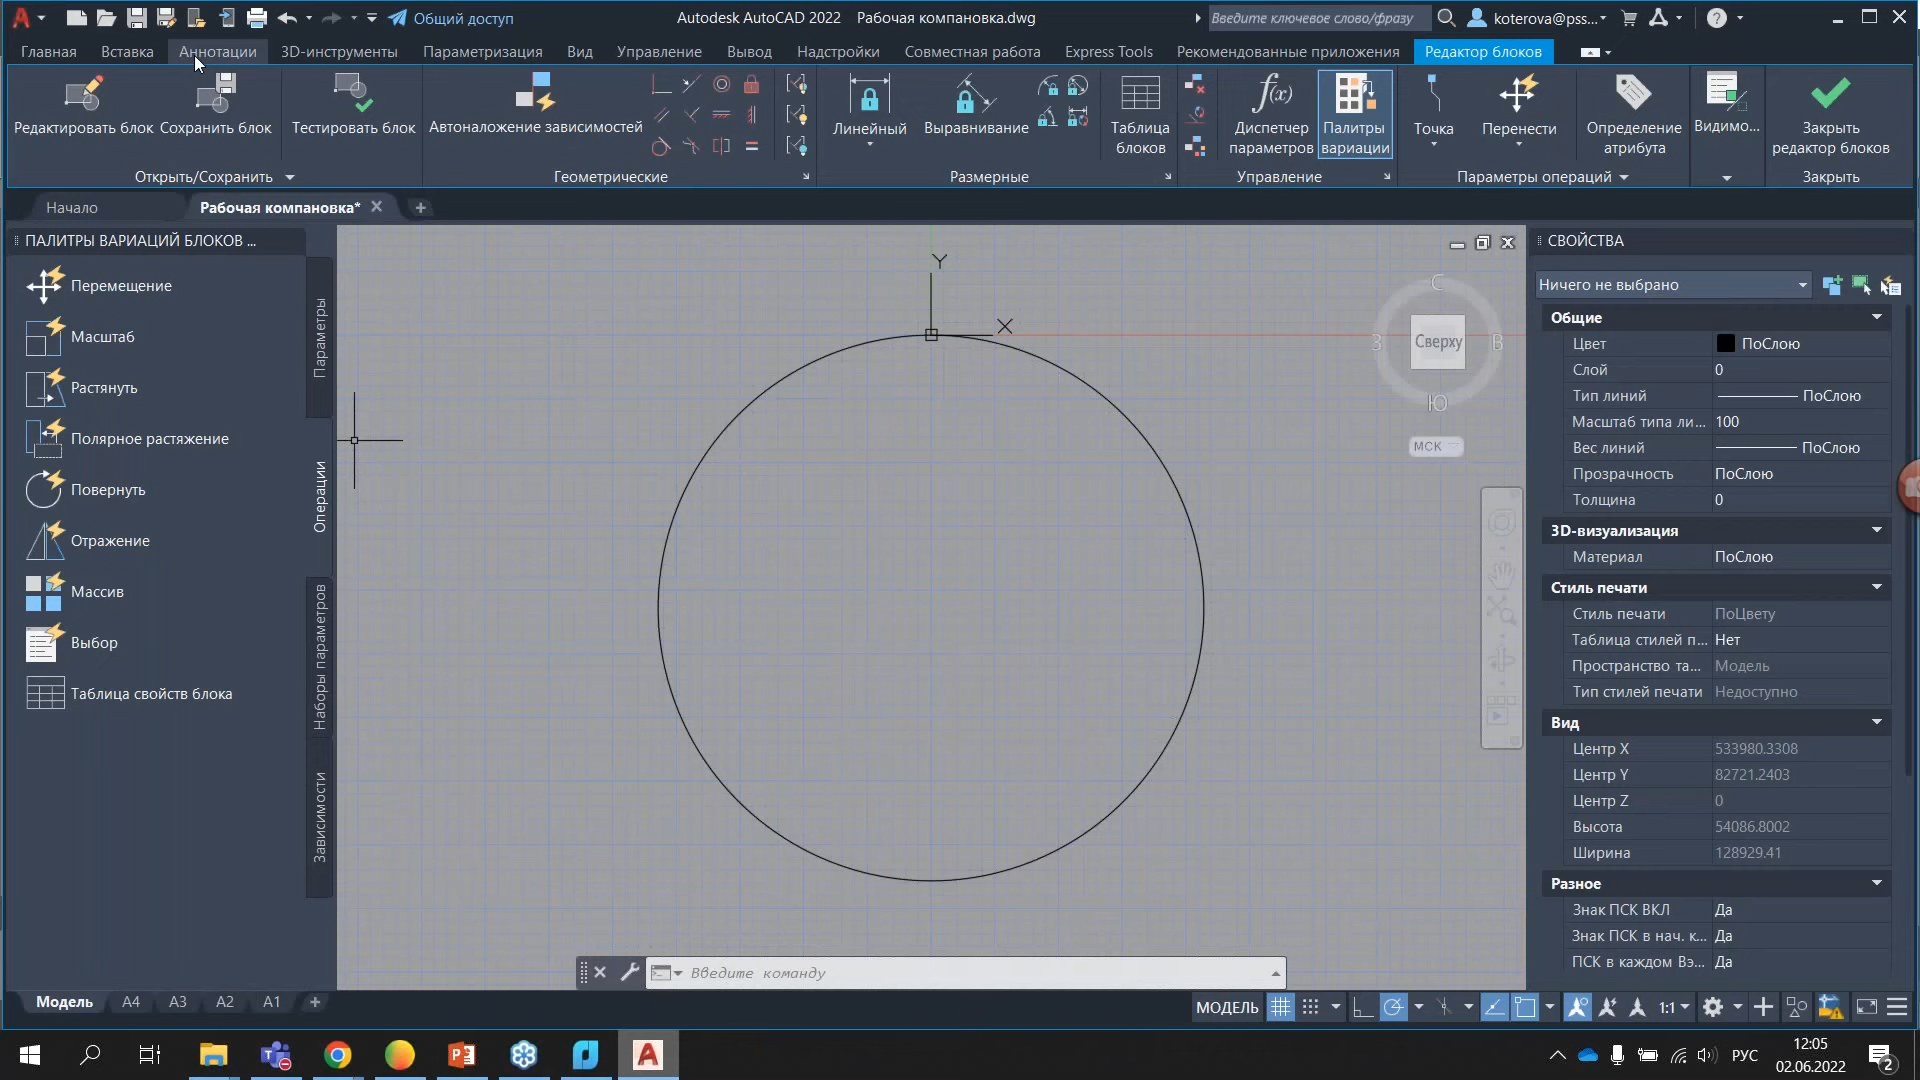 Общий доступ
Autodesk AutoCAD 2022 Рабочая компановка.dwg
Введите ключевое слово/фразу
koterova@pss...
Главная Вставка Аннотации 3D-инструменты Параметризация Вид Управление Вывод Настройки Совместная работа Express Tools Рекомендованные приложения Редактор блоков
Редактировать блок Сохранить блок Тестировать блок
Автоналожение зависимостей
Линейный Выравнивание
Таблица блоков
f(x)
Диспетчер параметров
Палитры вариации
Точка Перенести
Определение атрибута
Видимо...
Закрыть редактор блоков
Открыть/Сохранить Геометрические Размерные Управление Параметры операций Закрыть
Начало Рабочая компановка*
ПАЛИТРЫ ВАРИАЦИЙ БЛОКОВ ...
Перемещение
Масштаб
Растянуть
Полярное растяжение
Повернуть
Отражение
Массив
Выбор
Таблица свойств блока
Параметры
Операции
Наборы параметров
Зависимости
Y
X
С
З
Сверху
В
Ю
МСК
СВОЙСТВА
Ничего не выбрано
Общие
Цвет ПоСлою
Слой 0
Тип линий ПоСлою
Масштаб типа ли... 100
Вес линий ПоСлою
Прозрачность ПоСлою
Толщина 0
3D-визуализация
Материал ПоСлою
Стиль печати
Стиль печати ПоЦвету
Таблица стилей п... Нет
Пространство та... Модель
Тип стилей печати Недоступно
Вид
Центр X 533980.3308
Центр Y 82721.2403
Центр Z 0
Высота 54086.8002
Ширина 128929.41
Разное
Знак ПСК ВКЛ Да
Знак ПСК в нач. к... Да
ПСК в каждом Вэ... Да
Введите команду
Модель А4 А3 А2 А1
МОДЕЛЬ 1:1
РУС
12:05
02.06.2022
2